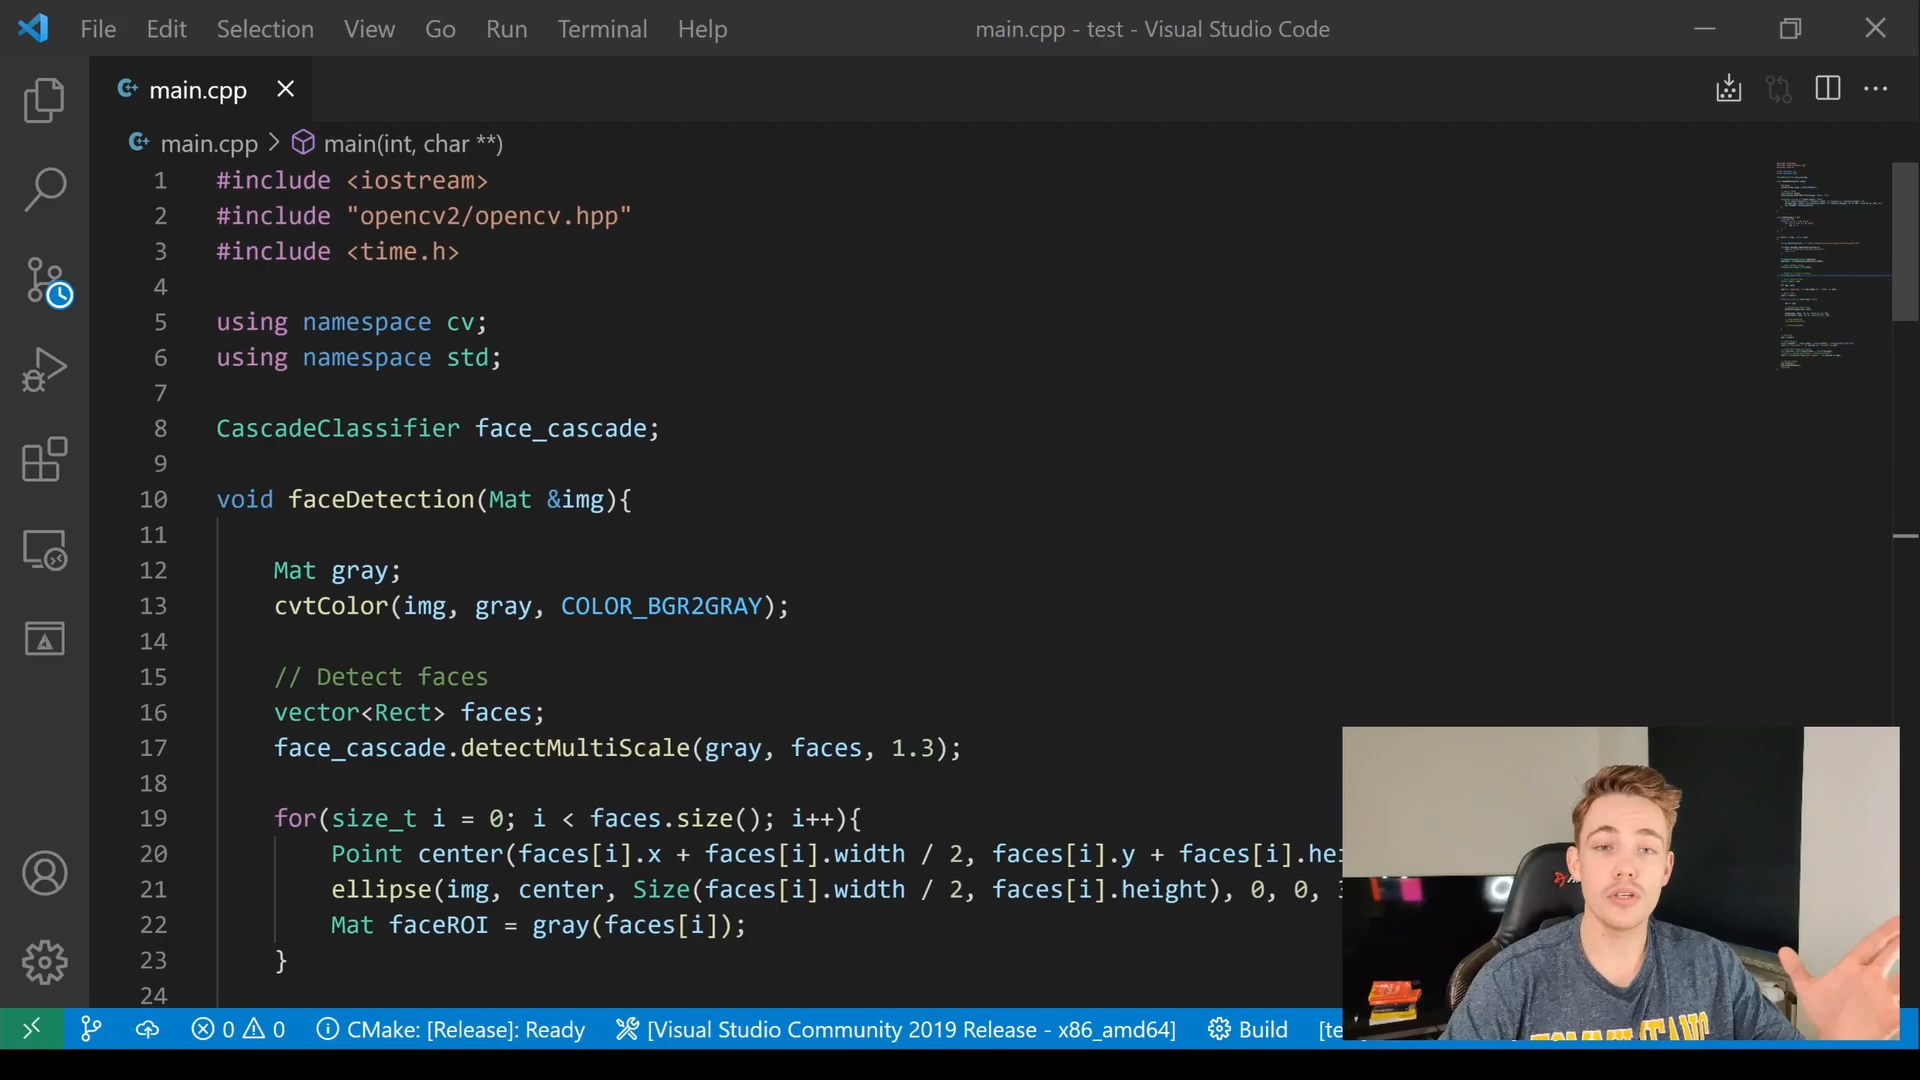 File Edit Selection View Go Run Terminal Help main.cpp - test - Visual Studio Code
main.cpp
main.cpp > main(int, char **)
1 #include <iostream>
2 #include "opencv2/opencv.hpp"
3 #include <time.h>
4
5 using namespace cv;
6 using namespace std;
7
8 CascadeClassifier face_cascade;
9
10 void faceDetection(Mat &img){
11
12 Mat gray;
13 cvtColor(img, gray, COLOR_BGR2GRAY);
14
15 // Detect faces
16 vector<Rect> faces;
17 face_cascade.detectMultiScale(gray, faces, 1.3);
18
19 for(size_t i = 0; i < faces.size(); i++){
20 Point center(faces[i].x + faces[i].width / 2, faces[i].y + faces[i].hei
21 ellipse(img, center, Size(faces[i].width / 2, faces[i].height), 0, 0, 3
22 Mat faceROI = gray(faces[i]);
23 }
24
0 0 CMake: [Release]: Ready [Visual Studio Community 2019 Release - x86_amd64] Build [te